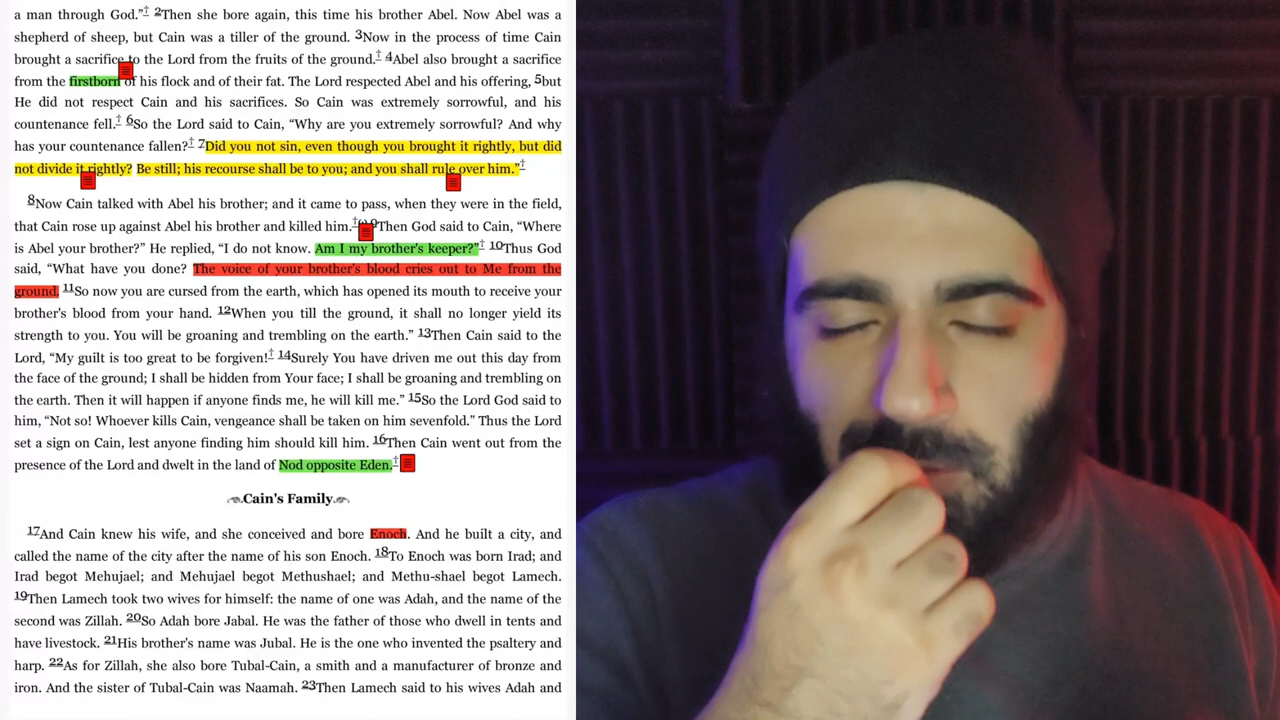 a man through God.”† 2Then she bore again, this time his brother Abel. Now Abel was a
shepherd of sheep, but Cain was a tiller of the ground. 3Now in the process of time Cain
brought a sacrifice to the Lord from the fruits of the ground.† 4Abel also brought a sacrifice
from the firstborn of his flock and of their fat. The Lord respected Abel and his offering, 5but
He did not respect Cain and his sacrifices. So Cain was extremely sorrowful, and his
countenance fell.† 6So the Lord said to Cain, “Why are you extremely sorrowful? And why
has your countenance fallen?† 7Did you not sin, even though you brought it rightly, but did
not divide it rightly? Be still; his recourse shall be to you; and you shall rule over him.”†
8Now Cain talked with Abel his brother; and it came to pass, when they were in the field,
that Cain rose up against Abel his brother and killed him.† 9Then God said to Cain, “Where
is Abel your brother?” He replied, “I do not know. Am I my brother's keeper?”† 10Thus God
said, “What have you done? The voice of your brother's blood cries out to Me from the
ground. 11So now you are cursed from the earth, which has opened its mouth to receive your
brother's blood from your hand. 12When you till the ground, it shall no longer yield its
strength to you. You will be groaning and trembling on the earth.” 13Then Cain said to the
Lord, “My guilt is too great to be forgiven!† 14Surely You have driven me out this day from
the face of the ground; I shall be hidden from Your face; I shall be groaning and trembling on
the earth. Then it will happen if anyone finds me, he will kill me.” 15So the Lord God said to
him, “Not so! Whoever kills Cain, vengeance shall be taken on him sevenfold.” Thus the Lord
set a sign on Cain, lest anyone finding him should kill him. 16Then Cain went out from the
presence of the Lord and dwelt in the land of Nod opposite Eden.†
Cain's Family
17And Cain knew his wife, and she conceived and bore Enoch. And he built a city, and
called the name of the city after the name of his son Enoch. 18To Enoch was born Irad; and
Irad begot Mehujael; and Mehujael begot Methushael; and Methu-shael begot Lamech.
19Then Lamech took two wives for himself: the name of one was Adah, and the name of the
second was Zillah. 20So Adah bore Jabal. He was the father of those who dwell in tents and
have livestock. 21His brother's name was Jubal. He is the one who invented the psaltery and
harp. 22As for Zillah, she also bore Tubal-Cain, a smith and a manufacturer of bronze and
iron. And the sister of Tubal-Cain was Naamah. 23Then Lamech said to his wives Adah and